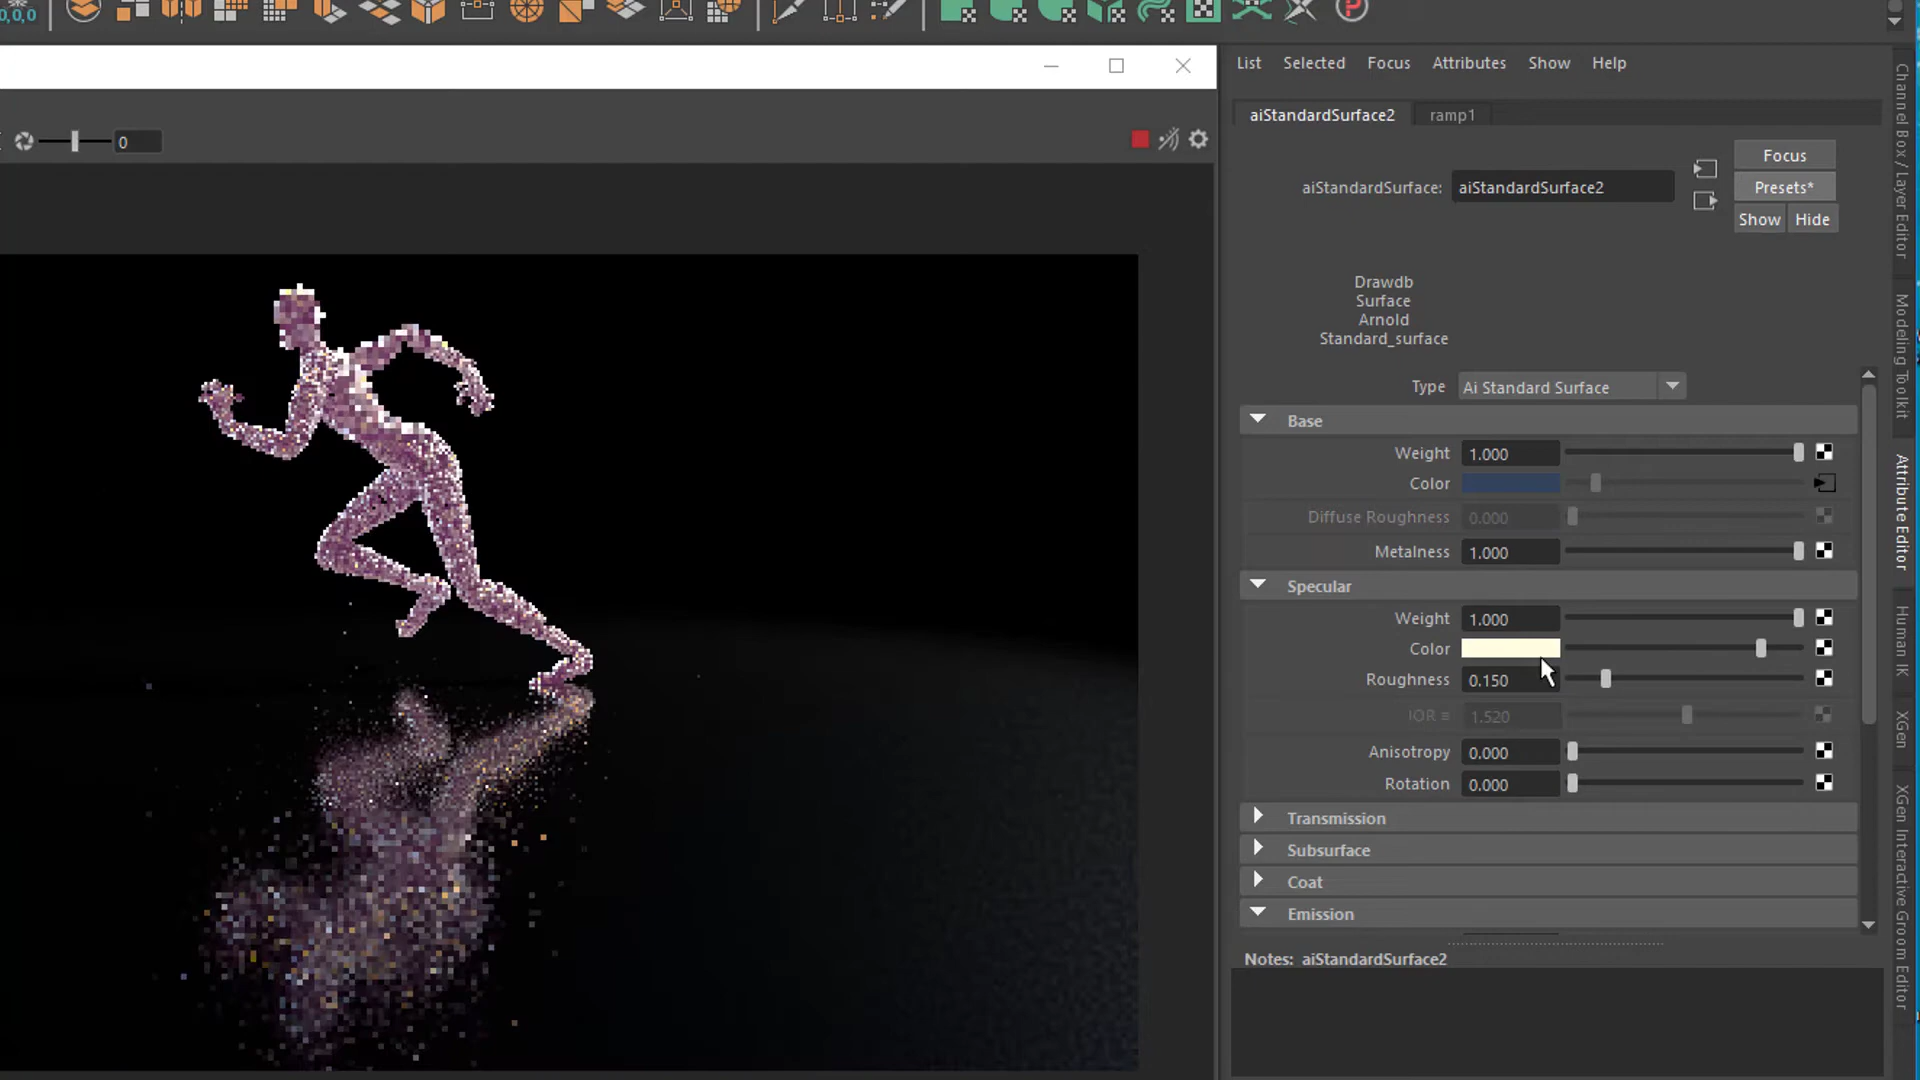 0,0,0
List Selected Focus Attributes Show Help
aiStandardSurface2 ramp1
0
Focus
aiStandardSurface: aiStandardSurface2
Presets*
Show Hide
Drawdb
Surface
Arnold
Standard_surface
Type Ai Standard Surface
Base
Weight 1.000
Color
Diffuse Roughness 0.000
Metalness 1.000
Specular
Weight 1.000
Color
Roughness 0.150
IOR 1.520
Anisotropy 0.000
Rotation 0.000
Transmission
Subsurface
Coat
Emission
Notes: aiStandardSurface2
Channel Box / Layer Editor
Modeling Toolkit
Attribute Editor
Human IK
XGen
XGen Interactive Groom Editor